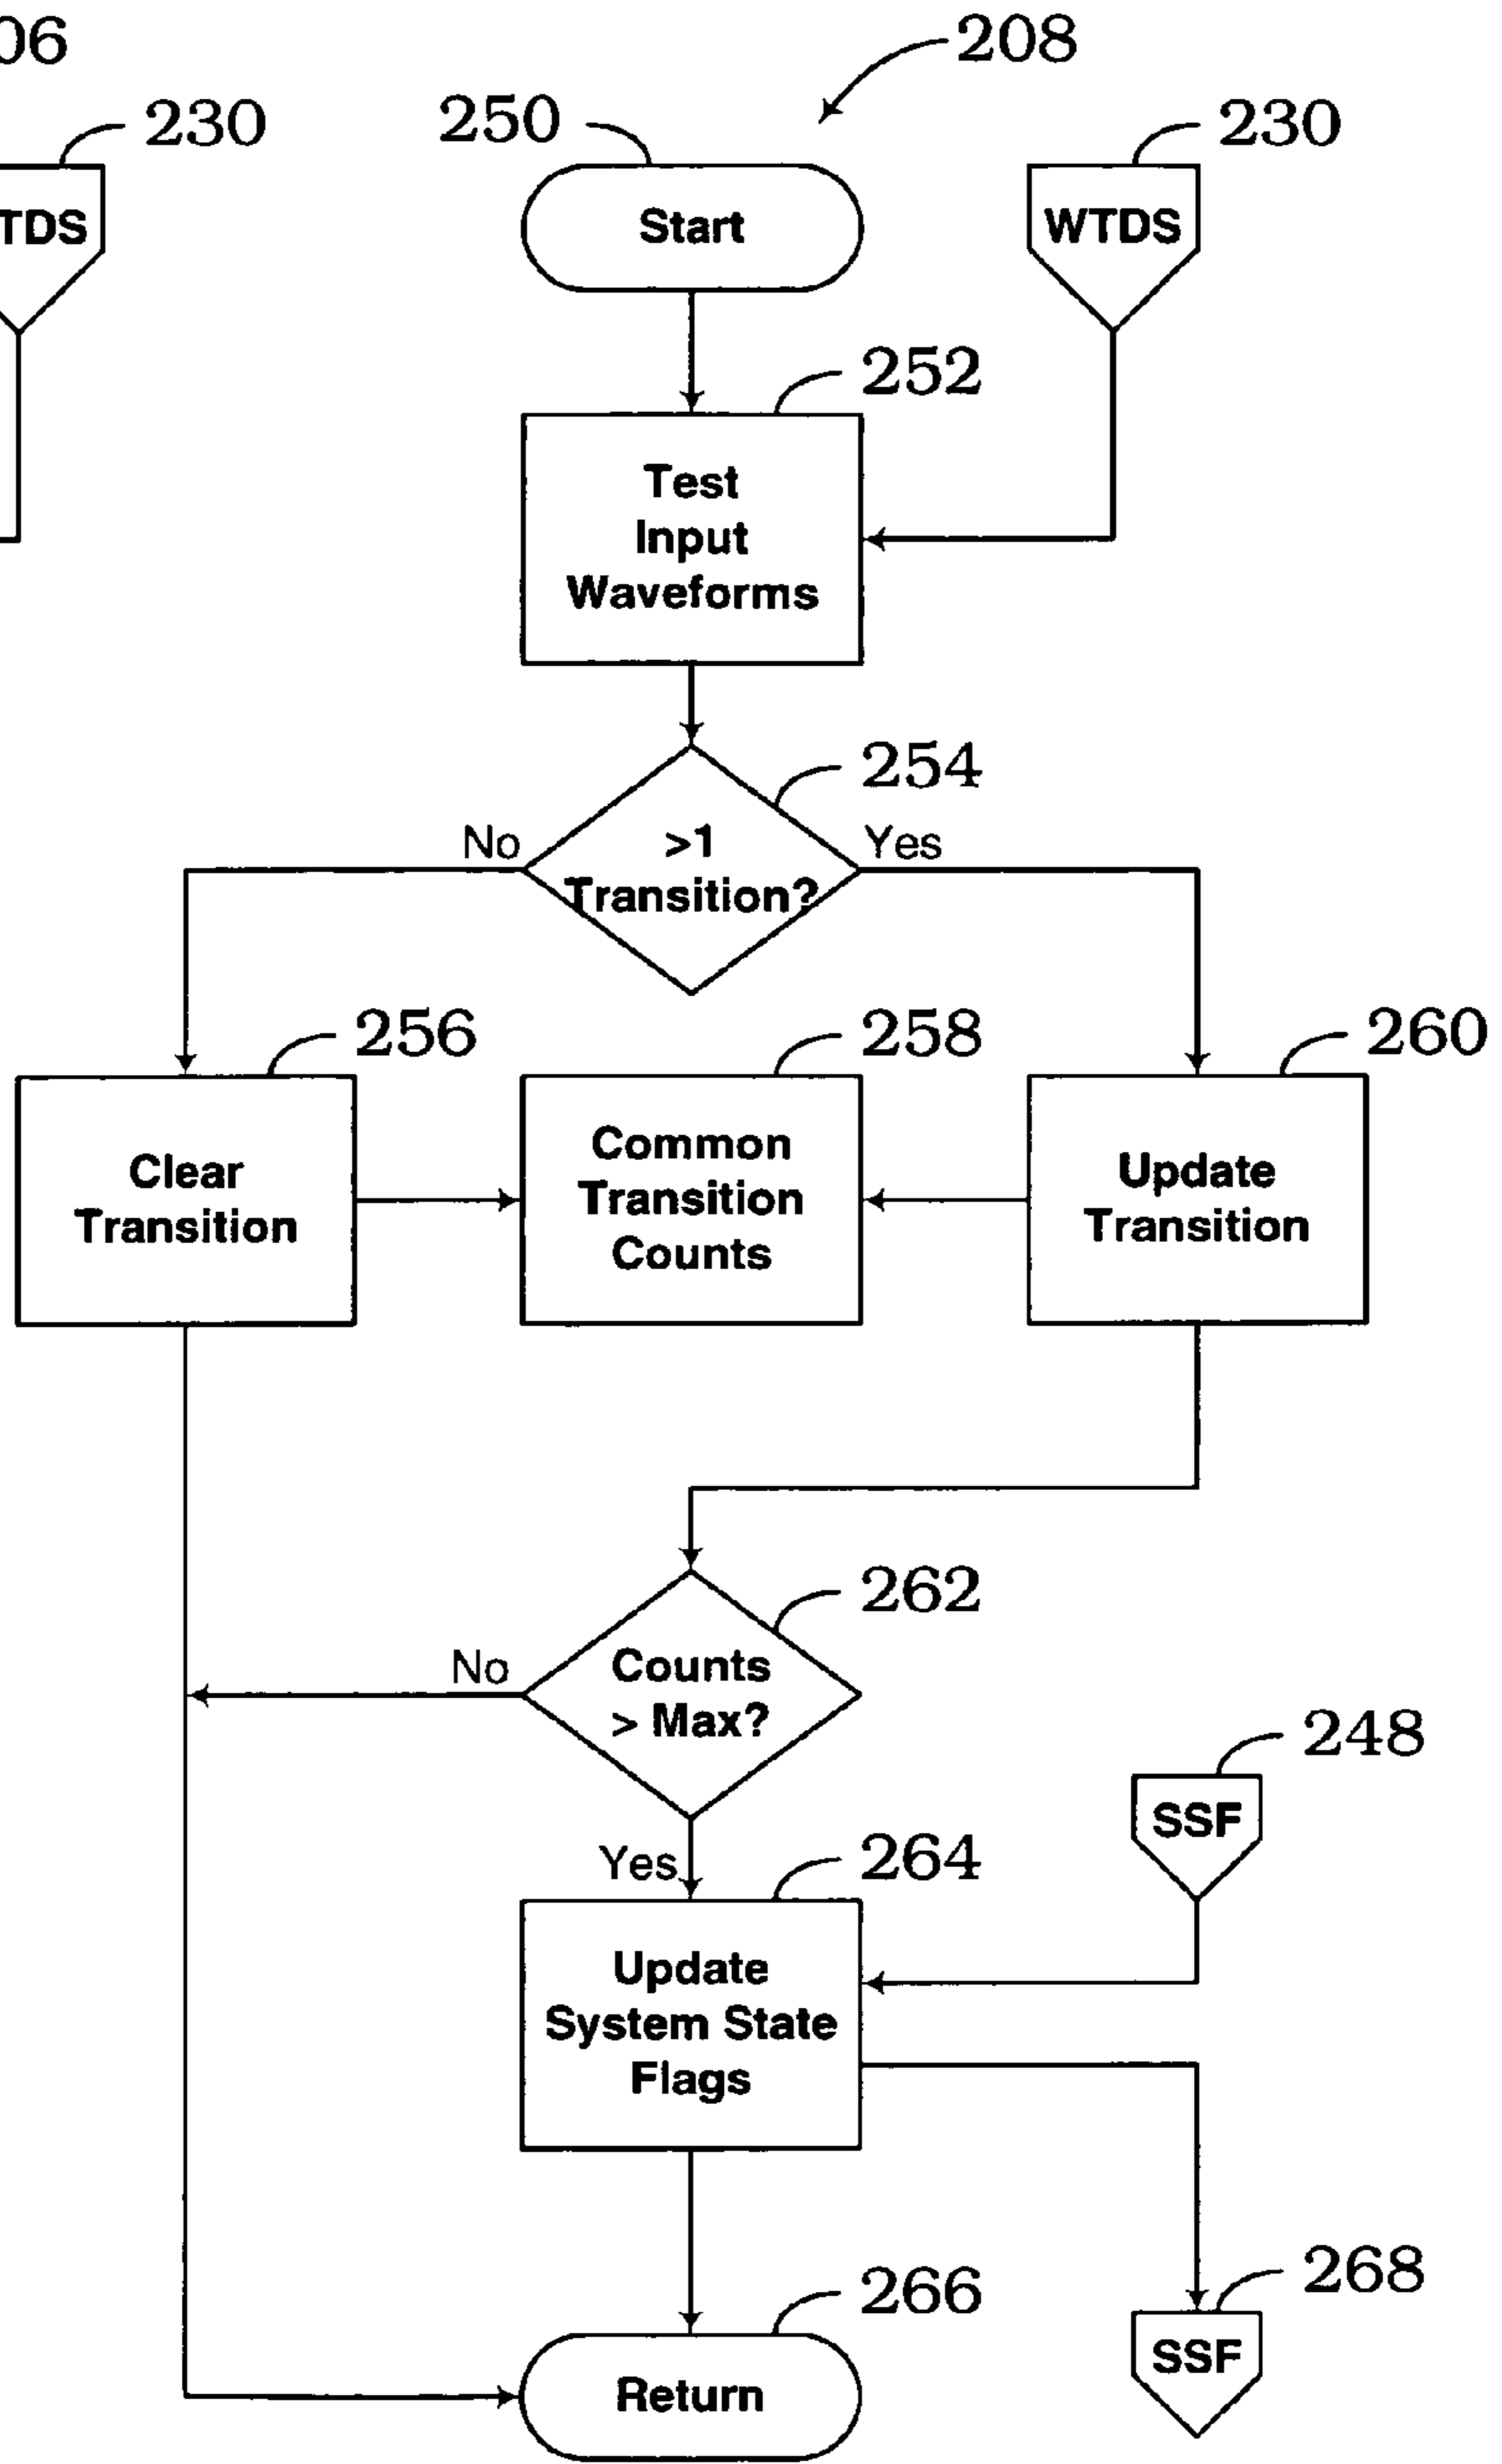 06
208
230
250
230
TDS
Start
WTDS
252
Test
Input
Waveforms
254
No
>1
Transition?
Yes
256
258
260
Clear
Transition
Common
Transition
Counts
Update
Transition
262
No
Counts
> Max?
248
SSF
Yes
264
Update
System State
Flags
266
268
Return
SSF